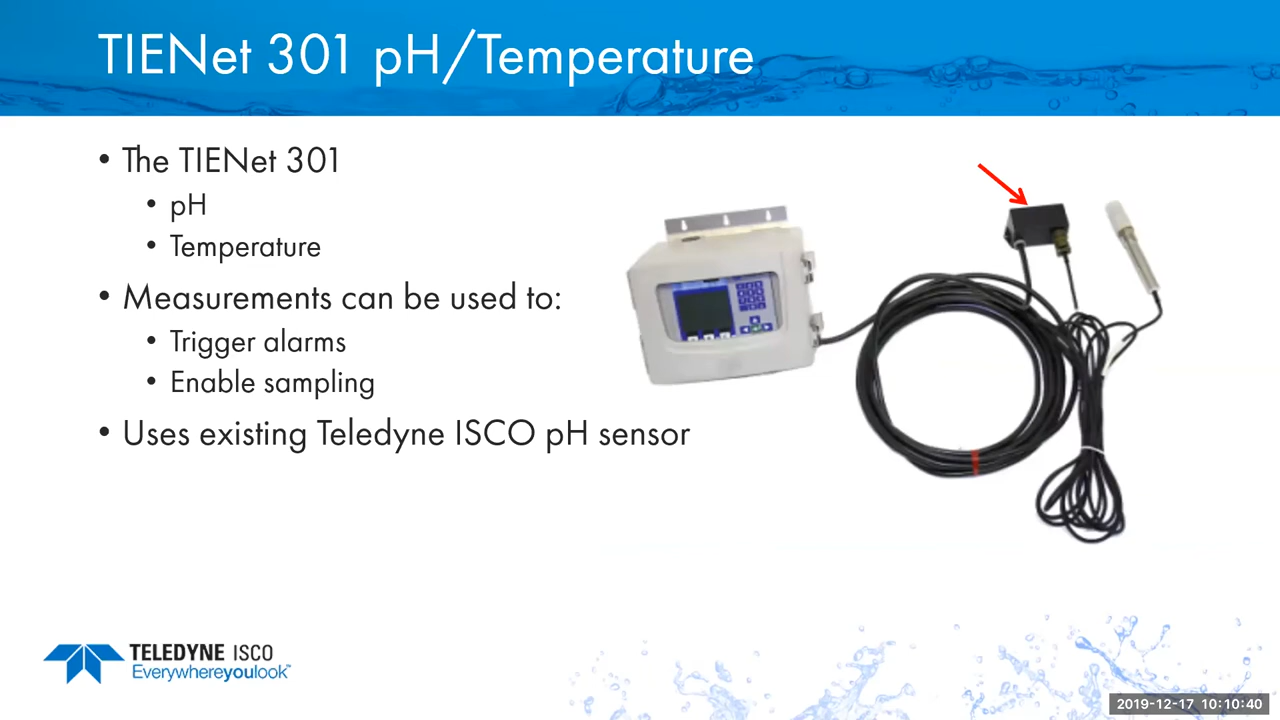 TIENet 301 pH/Temperature
• The TIENet 301
• pH
• Temperature
• Measurements can be used to:
• Trigger alarms
• Enable sampling
• Uses existing Teledyne ISCO pH sensor
TELEDYNE ISCO
Everywhereyoulook™
2019-12-17 10:10:40